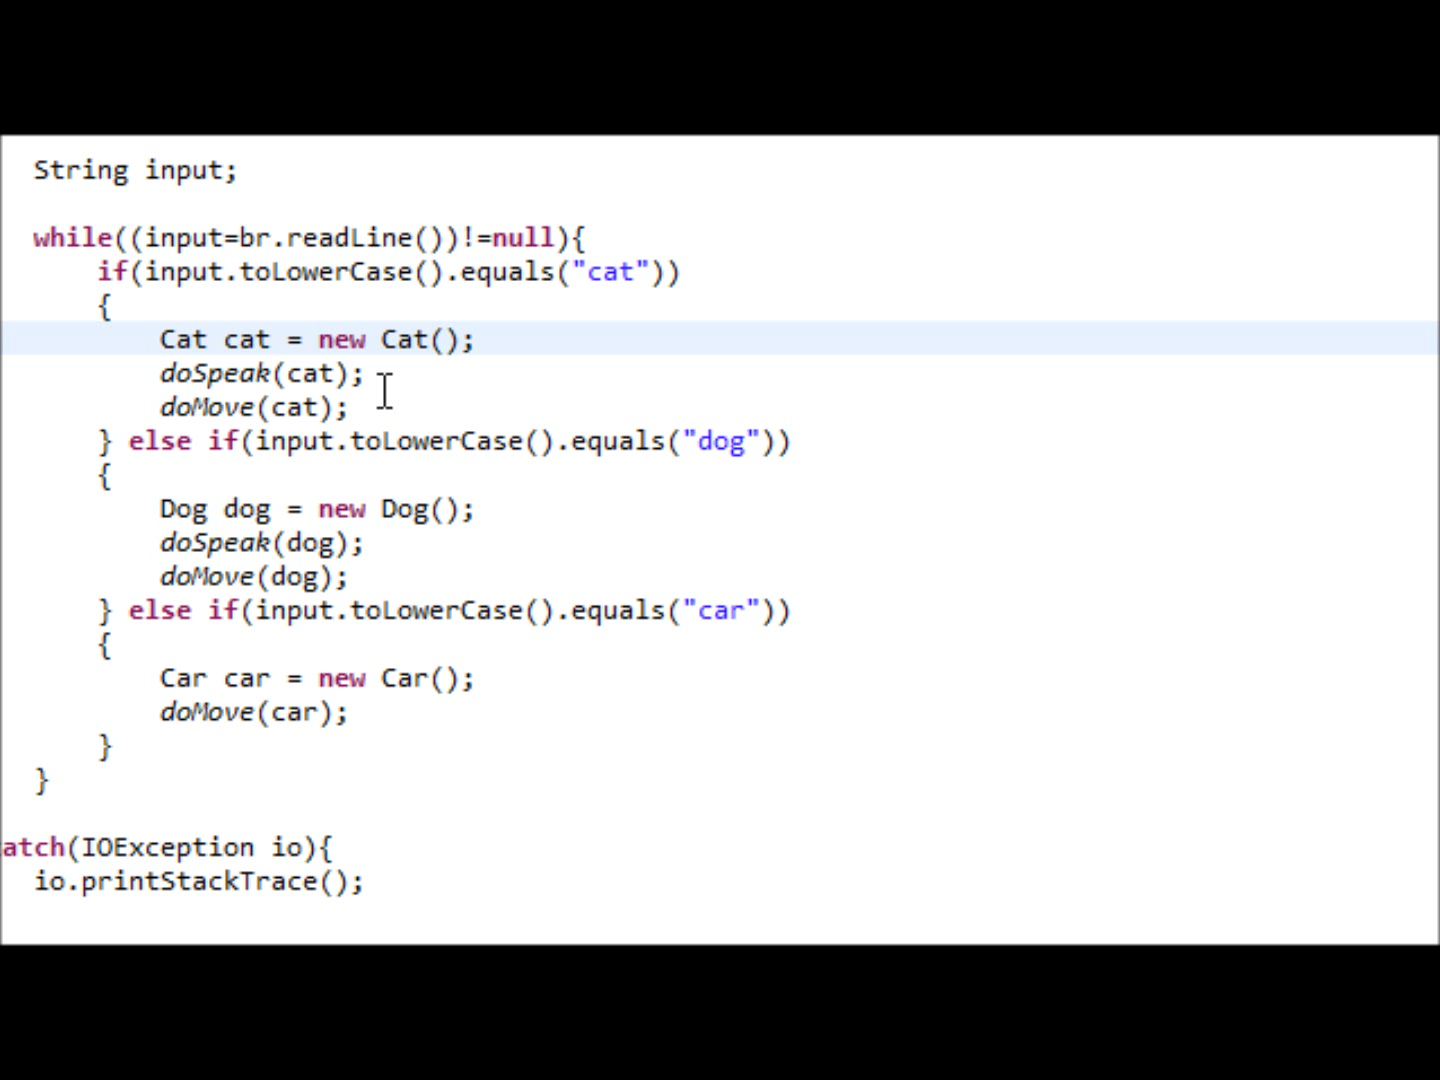 String input;
while((input=br.readLine())!=null){
if(input.toLowerCase().equals("cat"))
{
Cat cat = new Cat();
doSpeak(cat);
doMove(cat);
} else if(input.toLowerCase().equals("dog"))
{
Dog dog = new Dog();
doSpeak(dog);
doMove(dog);
} else if(input.toLowerCase().equals("car"))
{
Car car = new Car();
doMove(car);
}
}
atch(IOException io){
io.printStackTrace();